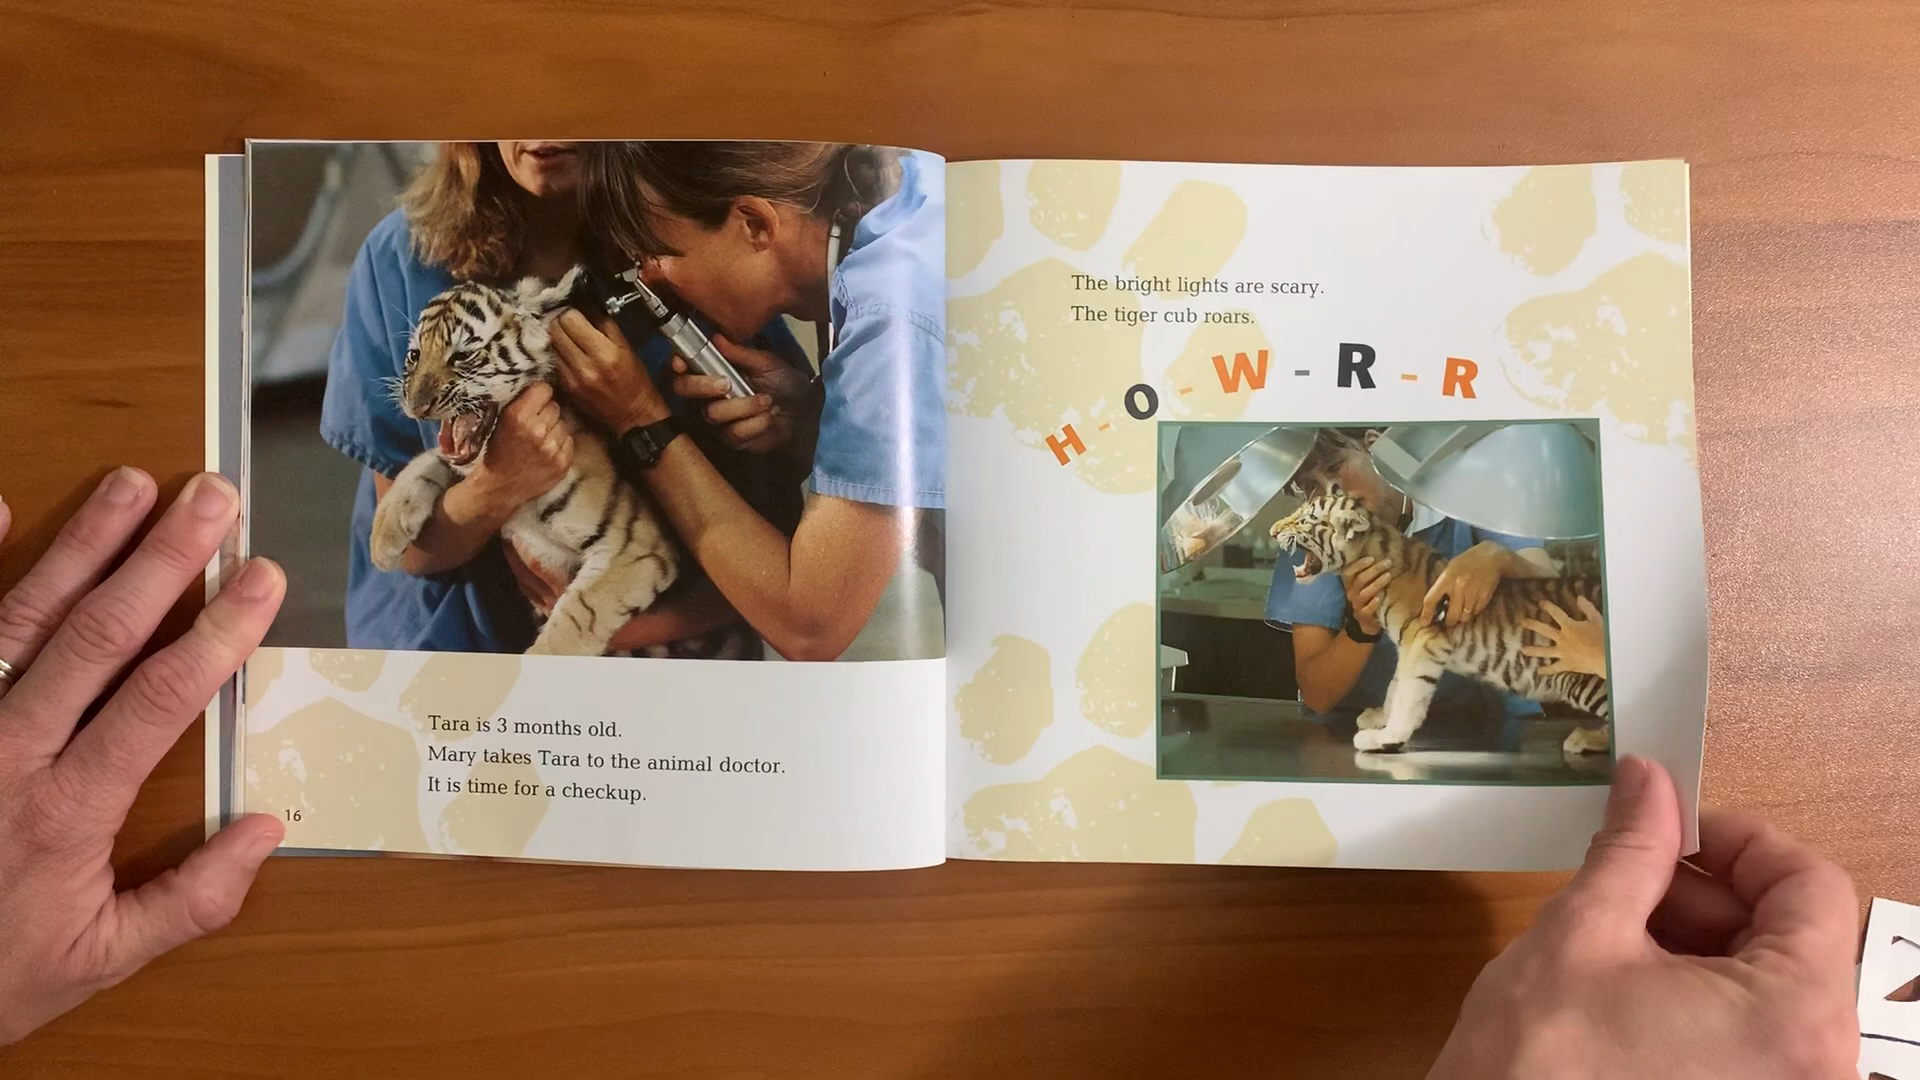 Tara is 3 months old.
Mary takes Tara to the animal doctor.
It is time for a checkup.
16
The bright lights are scary.
The tiger cub roars.
H-O-W-R-R